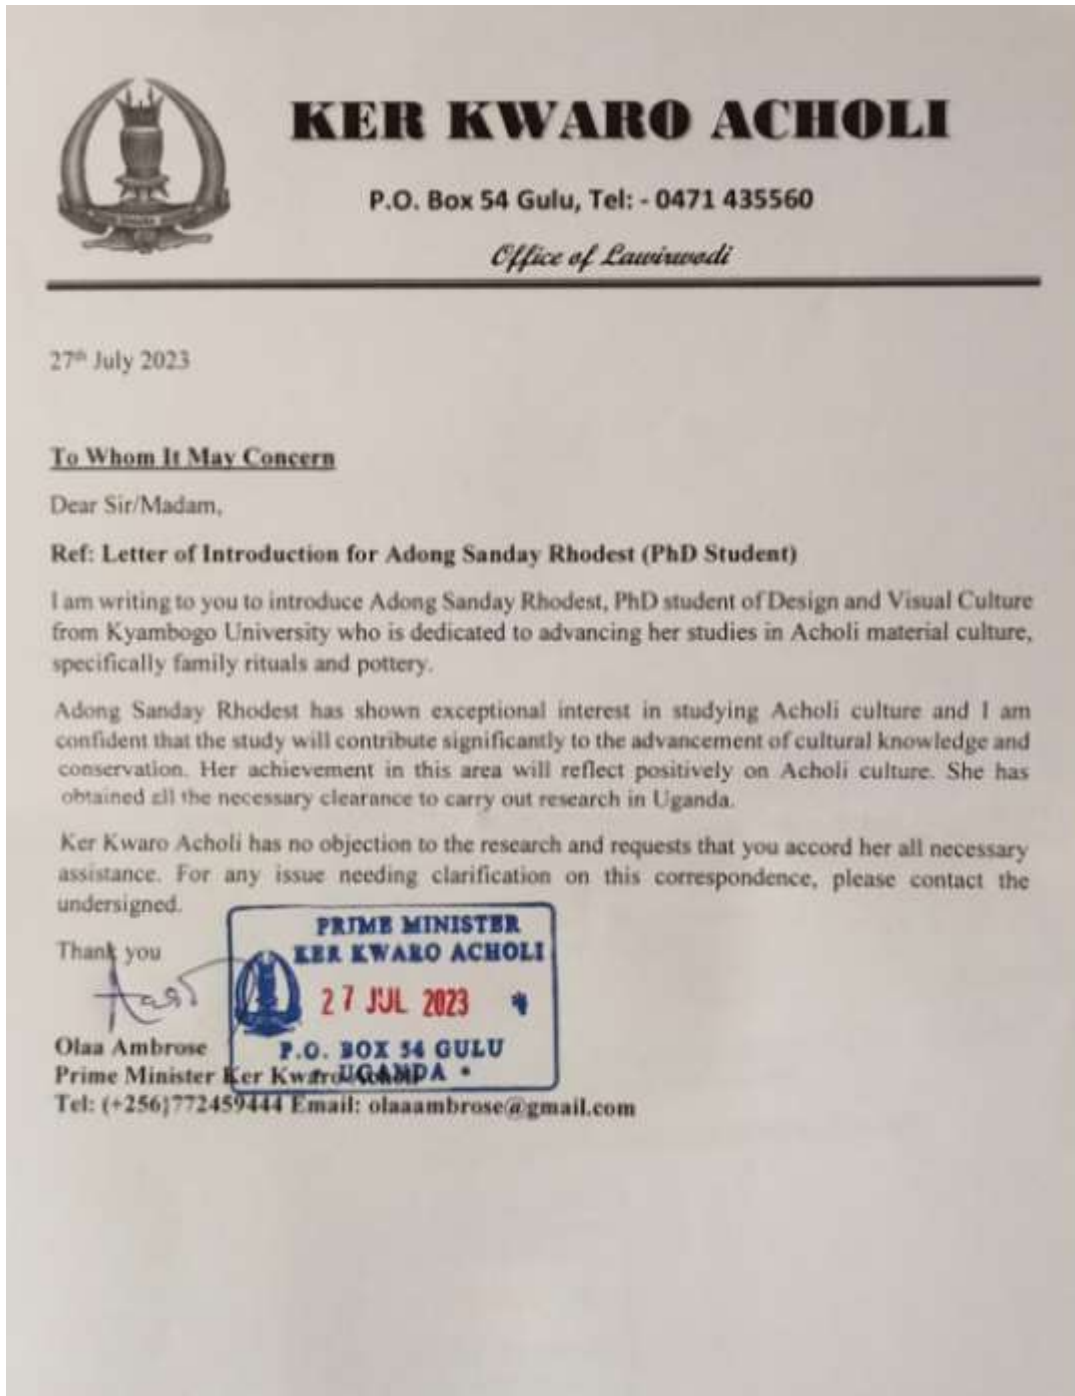 KER KWARO ACHOLI
P.O. Box 54 Gulu, Tel: - 0471 435560
Office of Lawirwodi
27th July 2023
To Whom It May Concern
Dear Sir/Madam,
Ref: Letter of Introduction for Adong Sanday Rhodest (PhD Student)
I am writing to you to introduce Adong Sanday Rhodest, PhD student of Design and Visual Culture
from Kyambogo University who is dedicated to advancing her studies in Acholi material culture,
specifically family rituals and pottery.
Adong Sanday Rhodest has shown exceptional interest in studying Acholi culture and I am
confident that the study will contribute significantly to the advancement of cultural knowledge and
conservation. Her achievement in this area will reflect positively on Acholi culture. She has
obtained all the necessary clearance to carry out research in Uganda.
Ker Kwaro Acholi has no objection to the research and requests that you accord her all necessary
assistance. For any issue needing clarification on this correspondence, please contact the
undersigned.
Thank you
PRIME MINISTER
KER KWARO ACHOLI
27 JUL 2023
P.O. BOX 54 GULU
* UGANDA *
Olaa Ambrose
Prime Minister Ker Kwaro Acholi
Tel: (+256)772459444 Email: olaaambrose@gmail.com